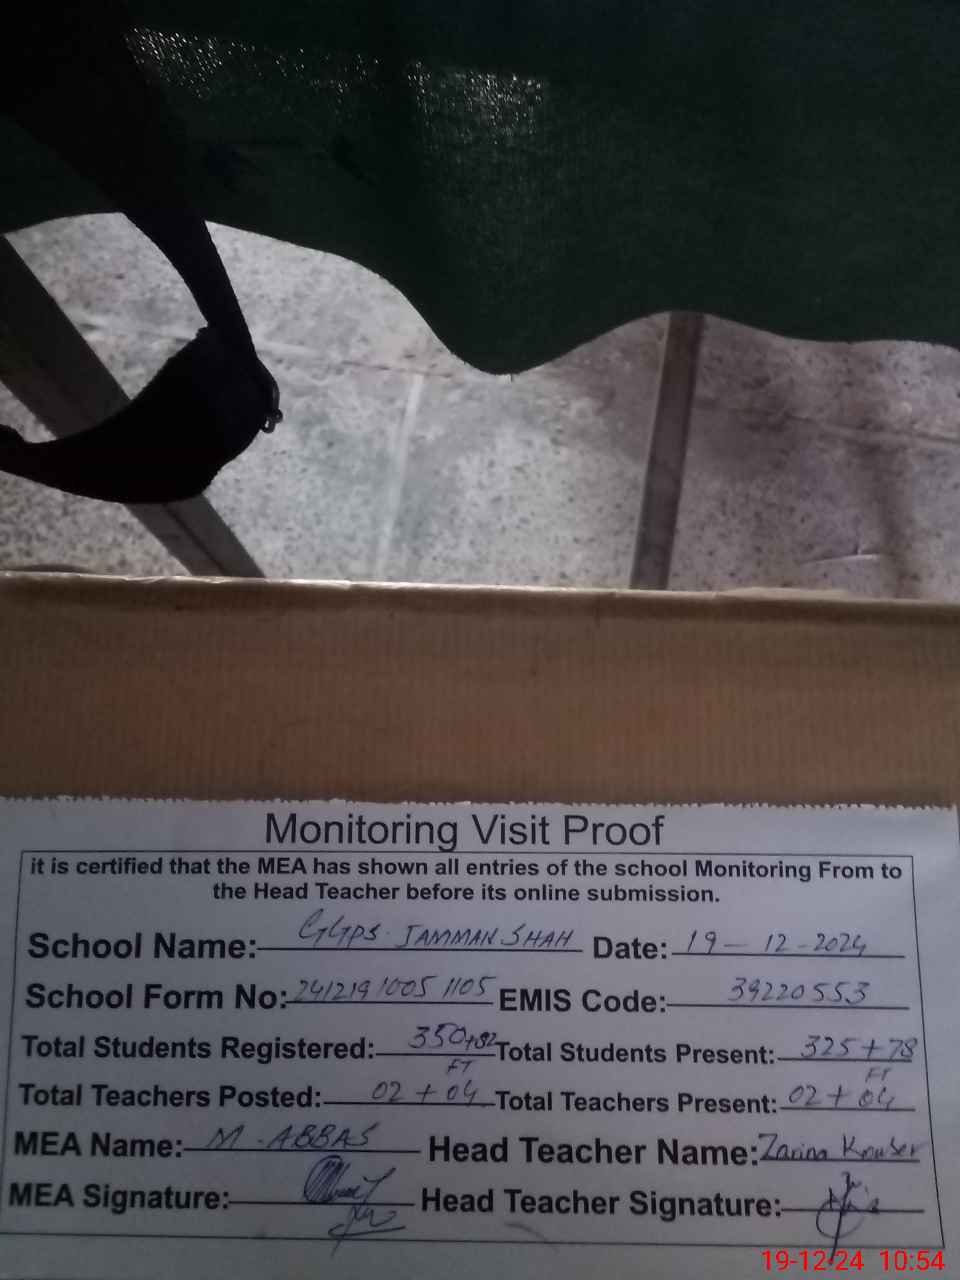 Monitoring Visit Proof
it is certified that the MEA has shown all entries of the school Monitoring From to
the Head Teacher before its online submission.
School Name: GGPS. JAMMAN SHAH Date: 19-12-2024
School Form No: 2412191005 1105 EMIS Code: 39220553
Total Students Registered: 350+82 Total Students Present: 325+78
Total Teachers Posted: 02+04 FT Total Teachers Present: 02+04 FT
MEA Name: M-ABBAS Head Teacher Name: Zarina
MEA Signature: Head Teacher Signature:
19-12-24 10:54